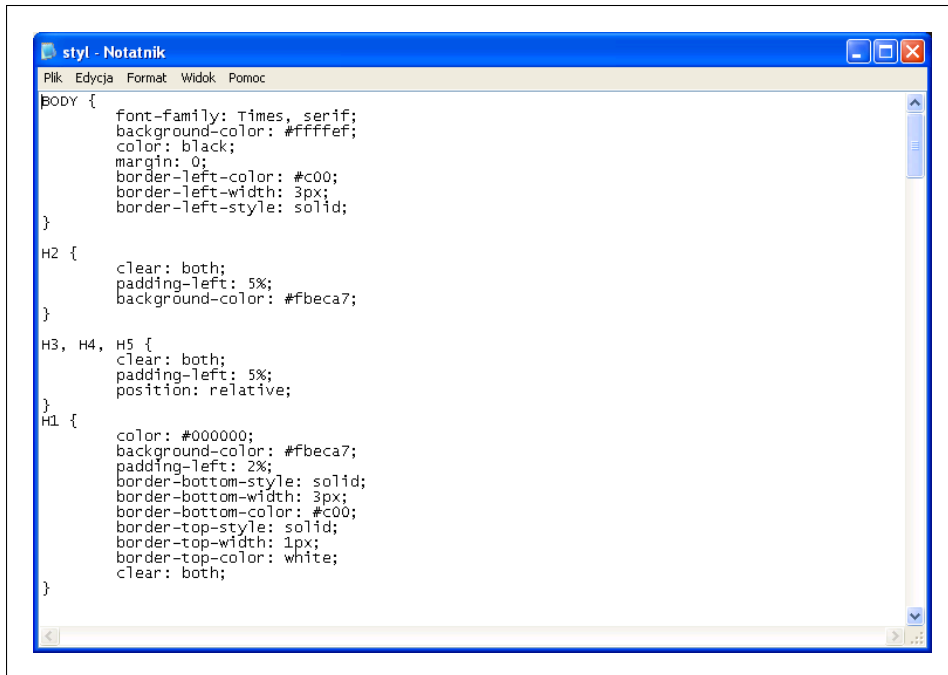 styl - Notatnik
Plik Edycja Format Widok Pomoc
BODY {
font-family: Times, serif;
background-color: #ffffef;
color: black;
margin: 0;
border-left-color: #c00;
border-left-width: 3px;
border-left-style: solid;
}
H2 {
clear: both;
padding-left: 5%;
background-color: #fbeca7;
}
H3, H4, H5 {
clear: both;
padding-left: 5%;
position: relative;
}
H1 {
color: #000000;
background-color: #fbeca7;
padding-left: 2%;
border-bottom-style: solid;
border-bottom-width: 3px;
border-bottom-color: #c00;
border-top-style: solid;
border-top-width: 1px;
border-top-color: white;
clear: both;
}